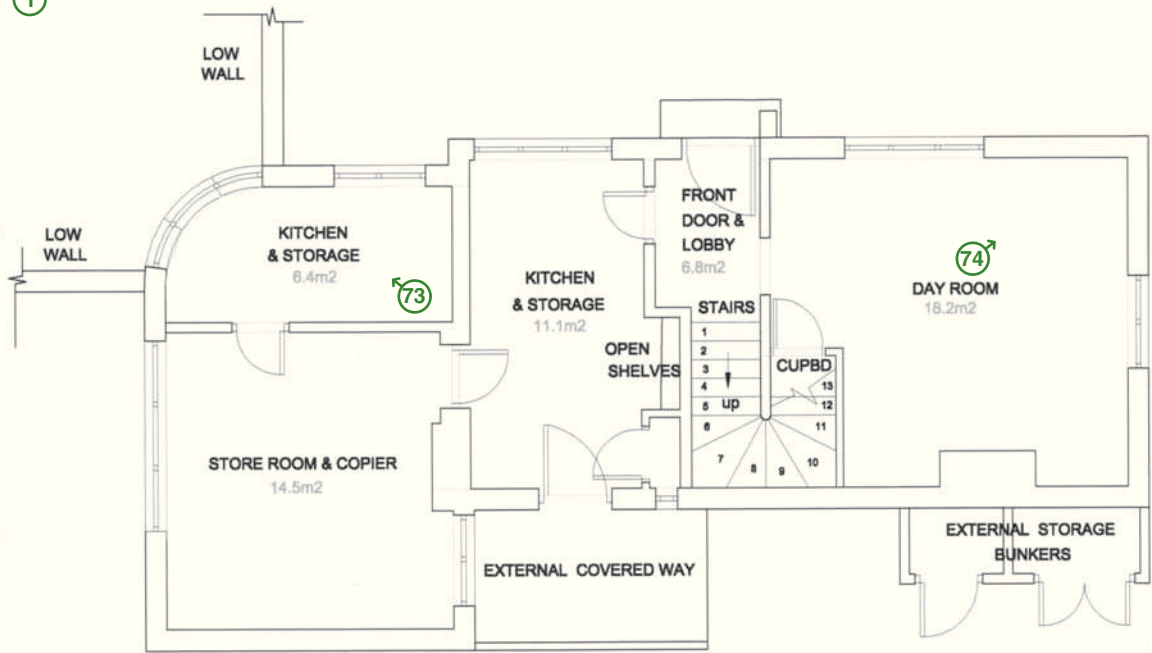 1
LOW
WALL
LOW
WALL
KITCHEN
& STORAGE
6.4m2
73
KITCHEN
& STORAGE
11.1m2
OPEN
SHELVES
FRONT
DOOR &
LOBBY
6.8m2
STAIRS
1
2
3
4
5
up
6
7
8
9
10
11
12
13
CUPBD
74
DAY ROOM
18.2m2
STORE ROOM & COPIER
14.5m2
EXTERNAL COVERED WAY
EXTERNAL STORAGE
BUNKERS